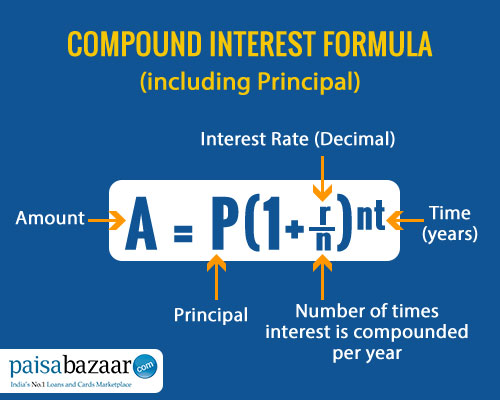 COMPOUND INTEREST FORMULA
(including Principal)
Interest Rate (Decimal)
Amount
A = P(1+r/n)^nt
Time
(years)
Principal
Number of times
interest is compounded
per year
paisabazaar.com
India's No.1 Loans and Cards Marketplace